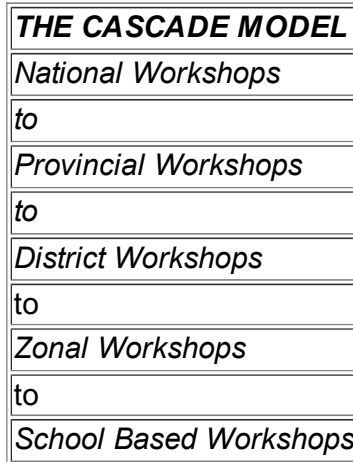 THE CASCADE MODEL
National Workshops
to
Provincial Workshops
to
District Workshops
to
Zonal Workshops
to
School Based Workshops